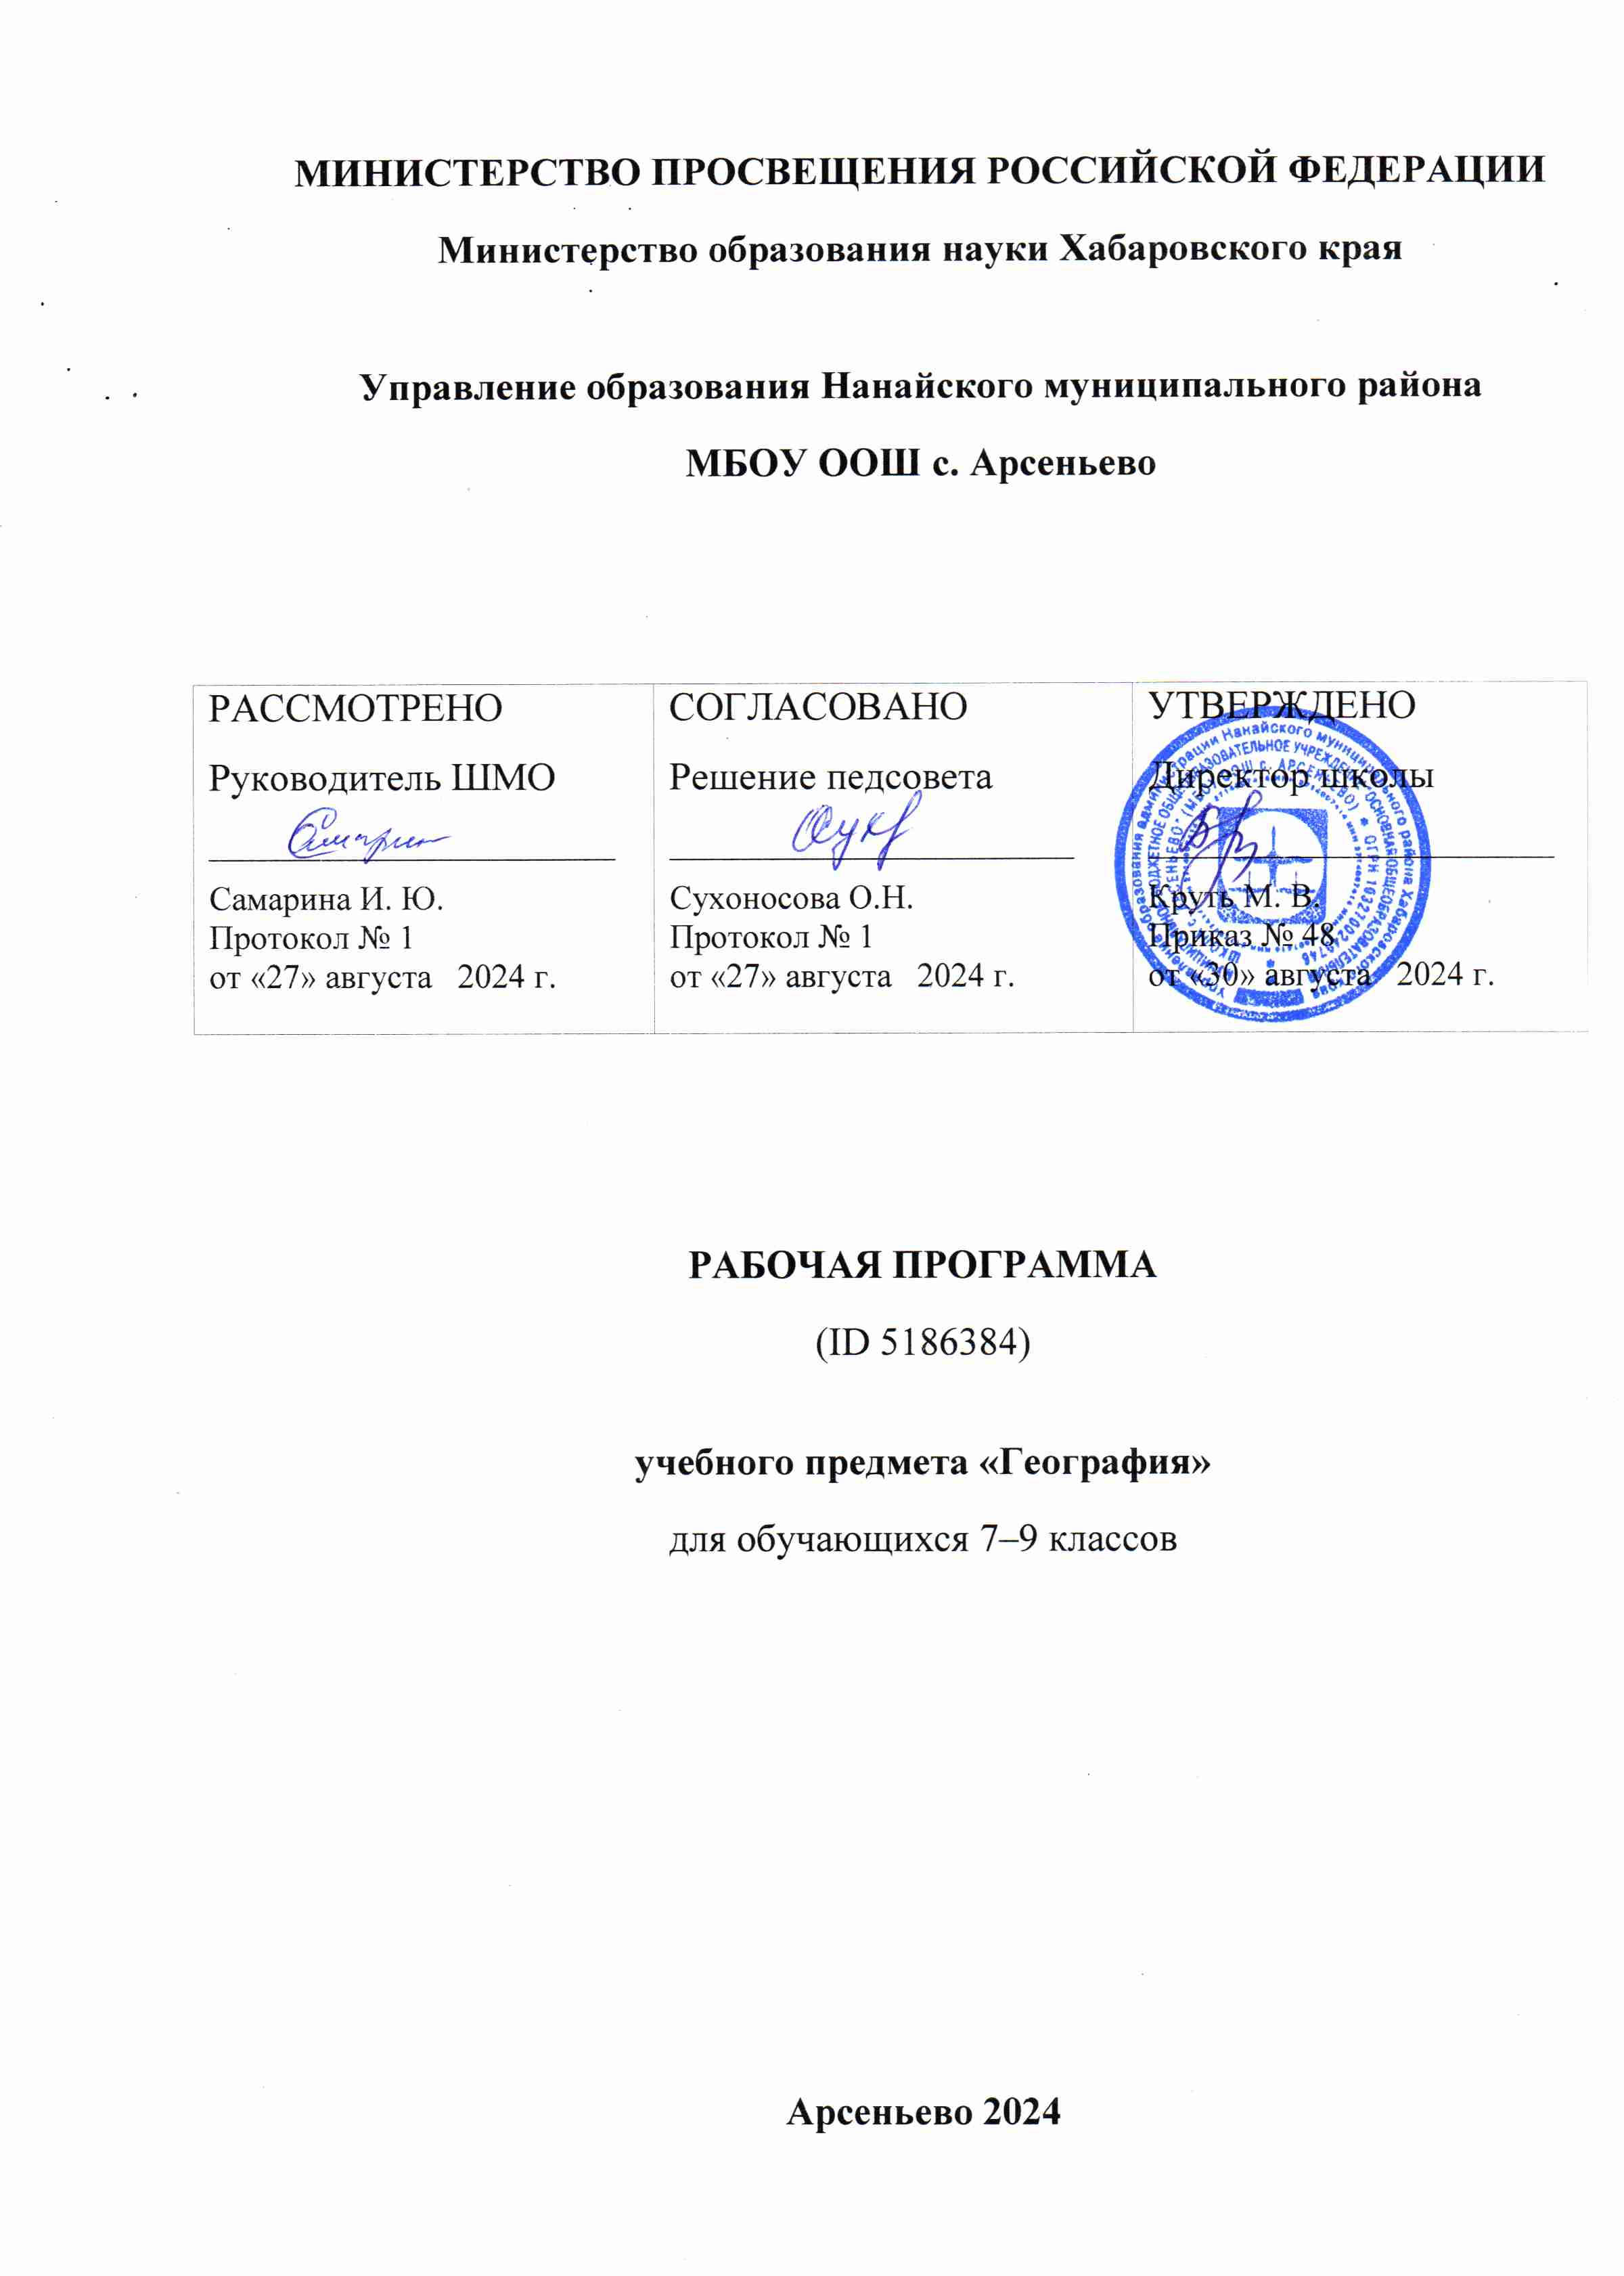 МИНИСТЕРСТВО ПРОСВЕЩЕНИЯ РОССИЙСКОЙ ФЕДЕРАЦИИ
Министерство образования науки Хабаровского края
Управление образования Нанайского муниципального района
МБОУ ООШ с. Арсеньево
РАССМОТРЕНО
Руководитель ШМО
Самарина И. Ю.
Протокол № 1
от «27» августа 2024 г.
СОГЛАСОВАНО
Решение педсовета
Сухоносова О.Н.
Протокол № 1
от «27» августа 2024 г.
УТВЕРЖДЕНО
Директор школы
Круть М. В.
Приказ № 48
от «30» августа 2024 г.
РАБОЧАЯ ПРОГРАММА
(ID 5186384)
учебного предмета «География»
для обучающихся 7–9 классов
Арсеньево 2024